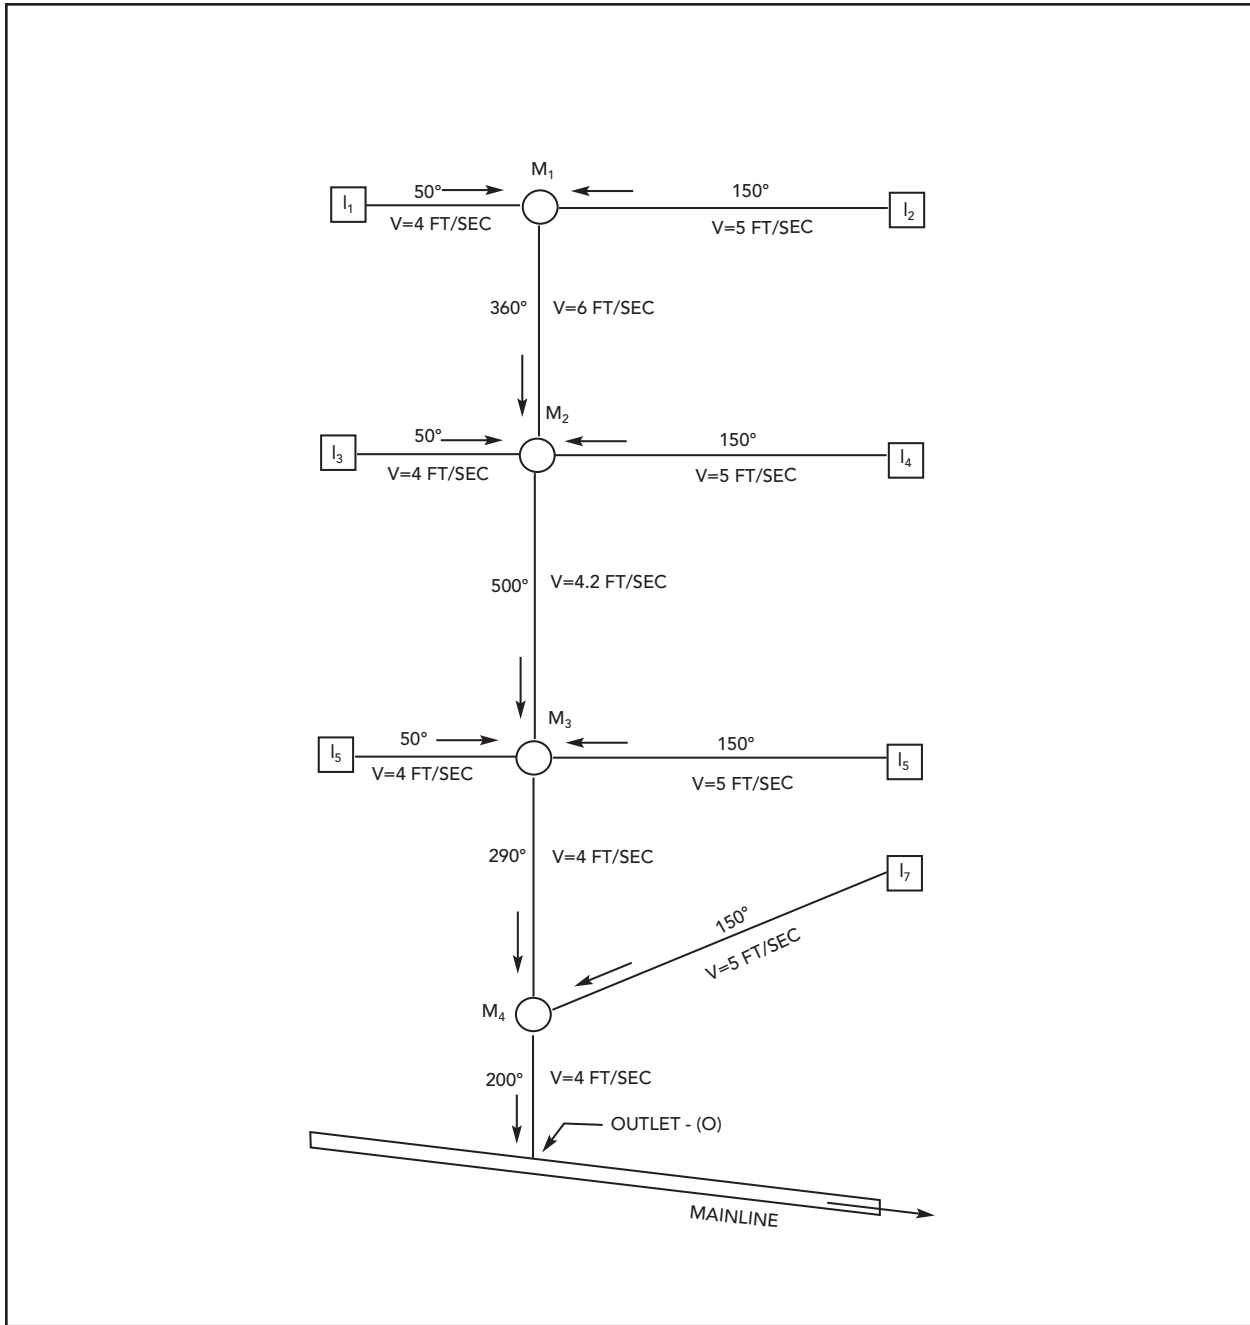 M₁
I₁
50°
150°
I₂
V=4 FT/SEC
V=5 FT/SEC
360°
V=6 FT/SEC
M₂
I₃
50°
150°
I₄
V=4 FT/SEC
V=5 FT/SEC
500°
V=4.2 FT/SEC
M₃
I₅
50°
150°
I₅
V=4 FT/SEC
V=5 FT/SEC
290°
V=4 FT/SEC
I₇
150°
V=5 FT/SEC
M₄
200°
V=4 FT/SEC
OUTLET - (O)
MAINLINE